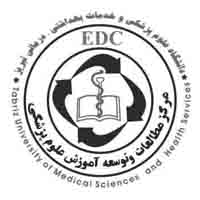 دانشگاه علوم پزشکی و خدمات بهداشتی درمانی تبریز
EDC
مرکز مطالعات و توسعه آموزش علوم پزشکی
Tabriz University of Medical Sciences and Health Services